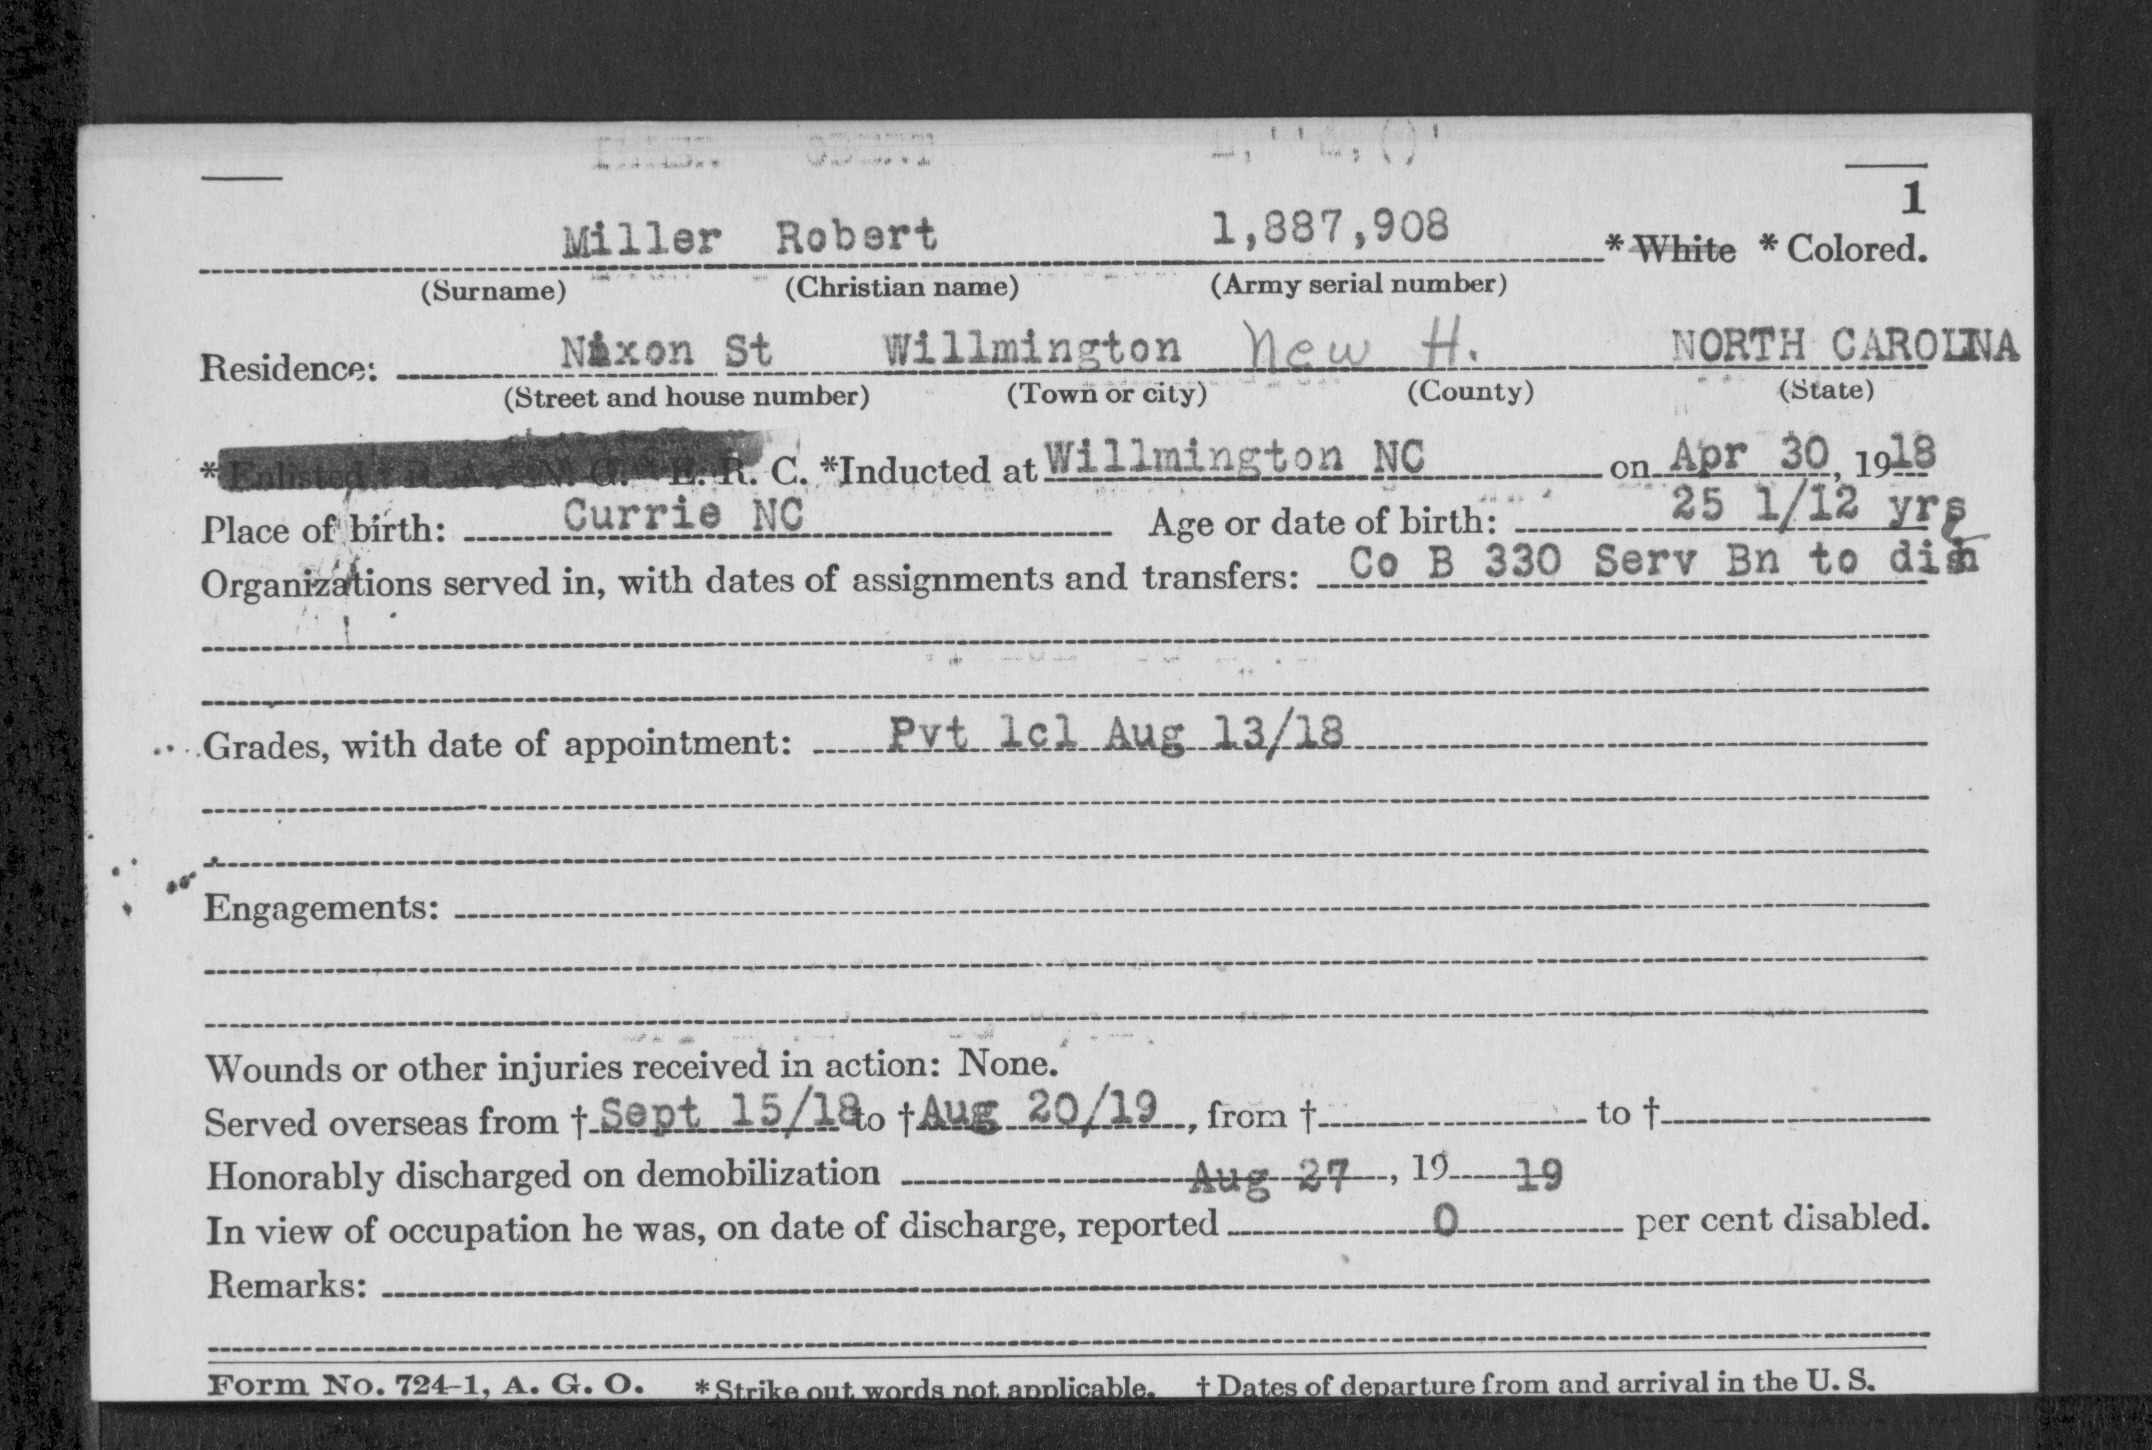 1
Miller Robert 1,887,908 * White * Colored.
(Surname) (Christian name) (Army serial number)
Residence: Nixon St Willmington New H. NORTH CAROLINA
(Street and house number) (Town or city) (County) (State)
* Enlisted * R. A. * N. G. * E. R. C. *Inducted at Willmington NC on Apr 30, 1918
Place of birth: Currie NC Age or date of birth: 25 1/12 yrs
Organizations served in, with dates of assignments and transfers: Co B 330 Serv Bn to disch
Grades, with date of appointment: Pvt 1cl Aug 13/18
Engagements:
Wounds or other injuries received in action: None.
Served overseas from † Sept 15/18 to † Aug 20/19, from † to †
Honorably discharged on demobilization Aug 27, 19 19
In view of occupation he was, on date of discharge, reported 0 per cent disabled.
Remarks:
Form No. 724-1, A. G. O. * Strike out words not applicable. † Dates of departure from and arrival in the U. S.